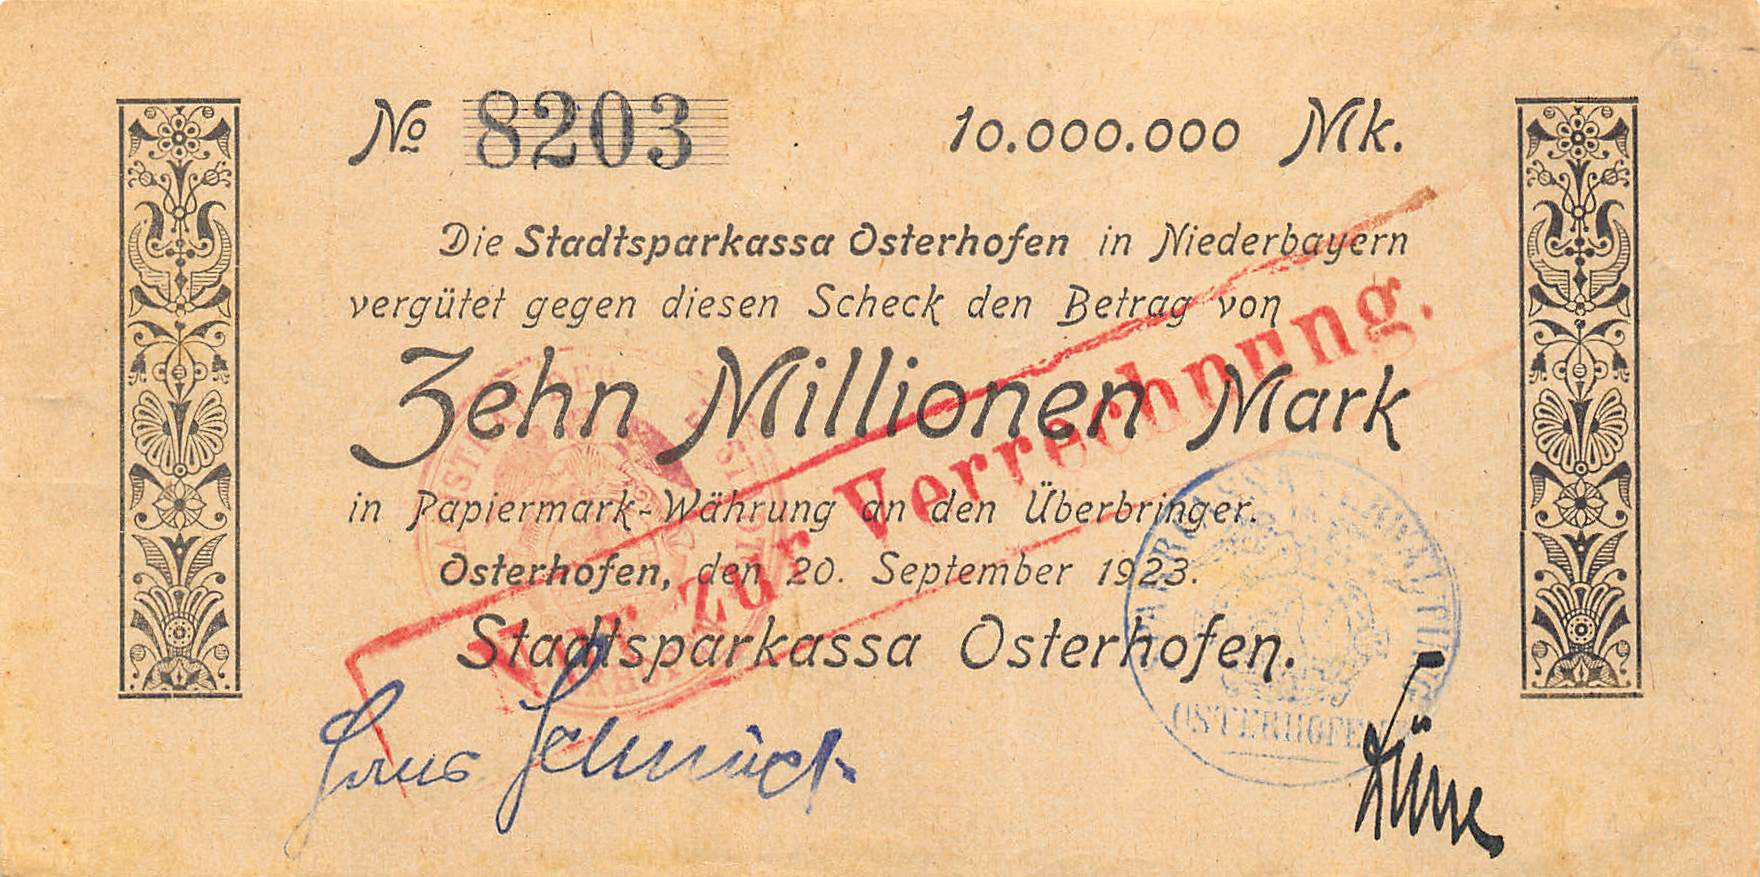 № 8203 10.000.000 Mk.
Die Stadtsparkassa Osterhofen in Niederbayern
vergütet gegen diesen Scheck den Betrag von
Zehn Millionen Mark
in Papiermark-Währung an den Überbringer.
Osterhofen, den 20. September 1923.
Stadtsparkassa Osterhofen.
Nur zur Verrechnung.
SPARKASSAVERWALTUNG
OSTERHOFEN
Hans